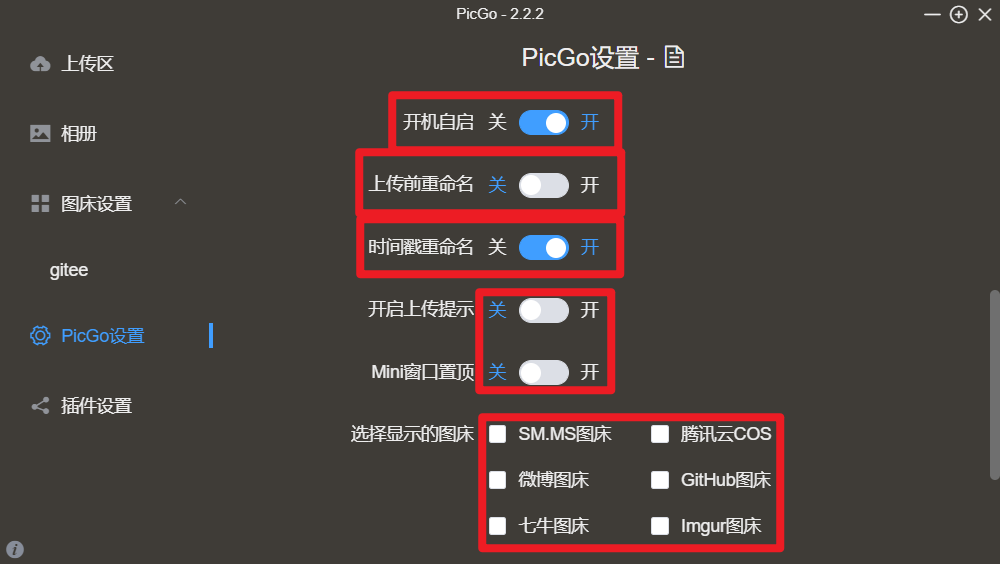 PicGo - 2.2.2
上传区
相册
图床设置
gitee
PicGo设置
插件设置
PicGo设置 -
开机自启 关 开
上传前重命名 关 开
时间戳重命名 关 开
开启上传提示 关 开
Mini窗口置顶 关 开
选择显示的图床 SM.MS图床 腾讯云COS
微博图床 GitHub图床
七牛图床 Imgur图床